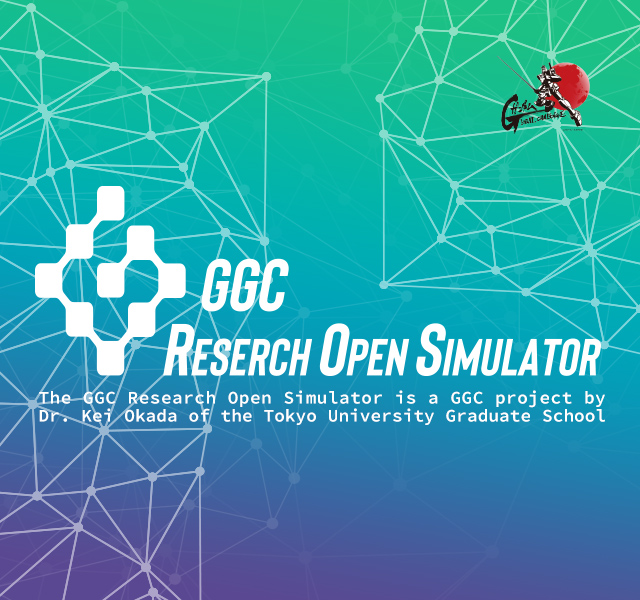 GGC
RESERCH OPEN SIMULATOR
The GGC Research Open Simulator is a GGC project by
Dr. Kei Okada of the Tokyo University Graduate School